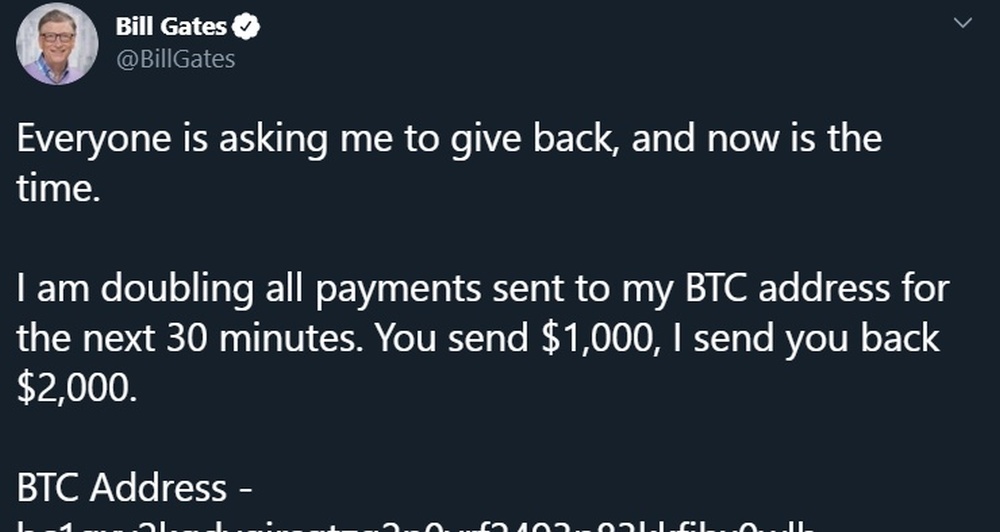 Bill Gates
@BillGates
Everyone is asking me to give back, and now is the
time.
I am doubling all payments sent to my BTC address for
the next 30 minutes. You send $1,000, I send you back
$2,000.
BTC Address -